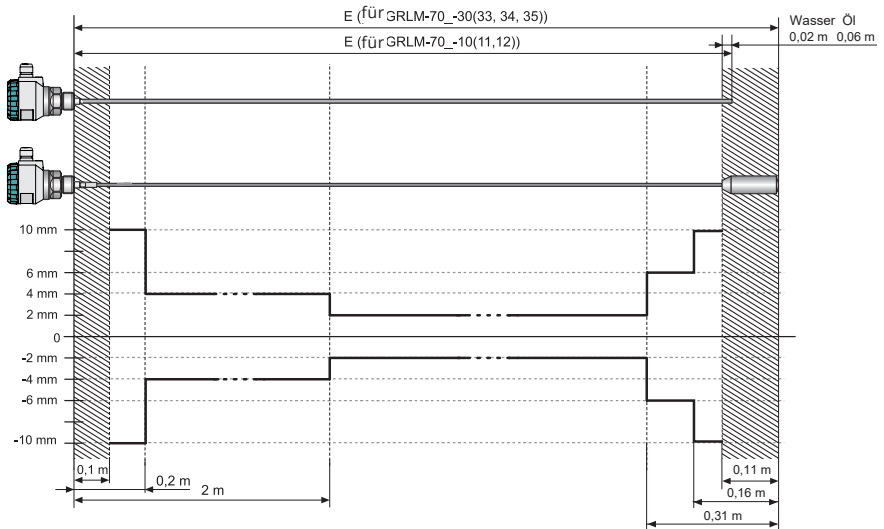 E (für GRLM-70_-30(33, 34, 35))
E (für GRLM-70_-10(11,12))
Wasser Öl
0,02 m 0,06 m
10 mm
6 mm
4 mm
2 mm
0
-2 mm
-4 mm
-6 mm
-10 mm
0,1 m
0,2 m
2 m
0,11 m
0,16 m
0,31 m